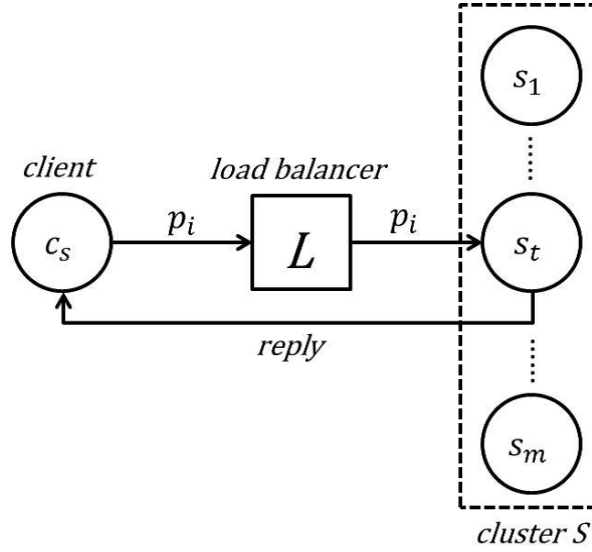 s₁
client
load balancer
cₛ
pᵢ
L
pᵢ
sₜ
reply
sₘ
cluster S